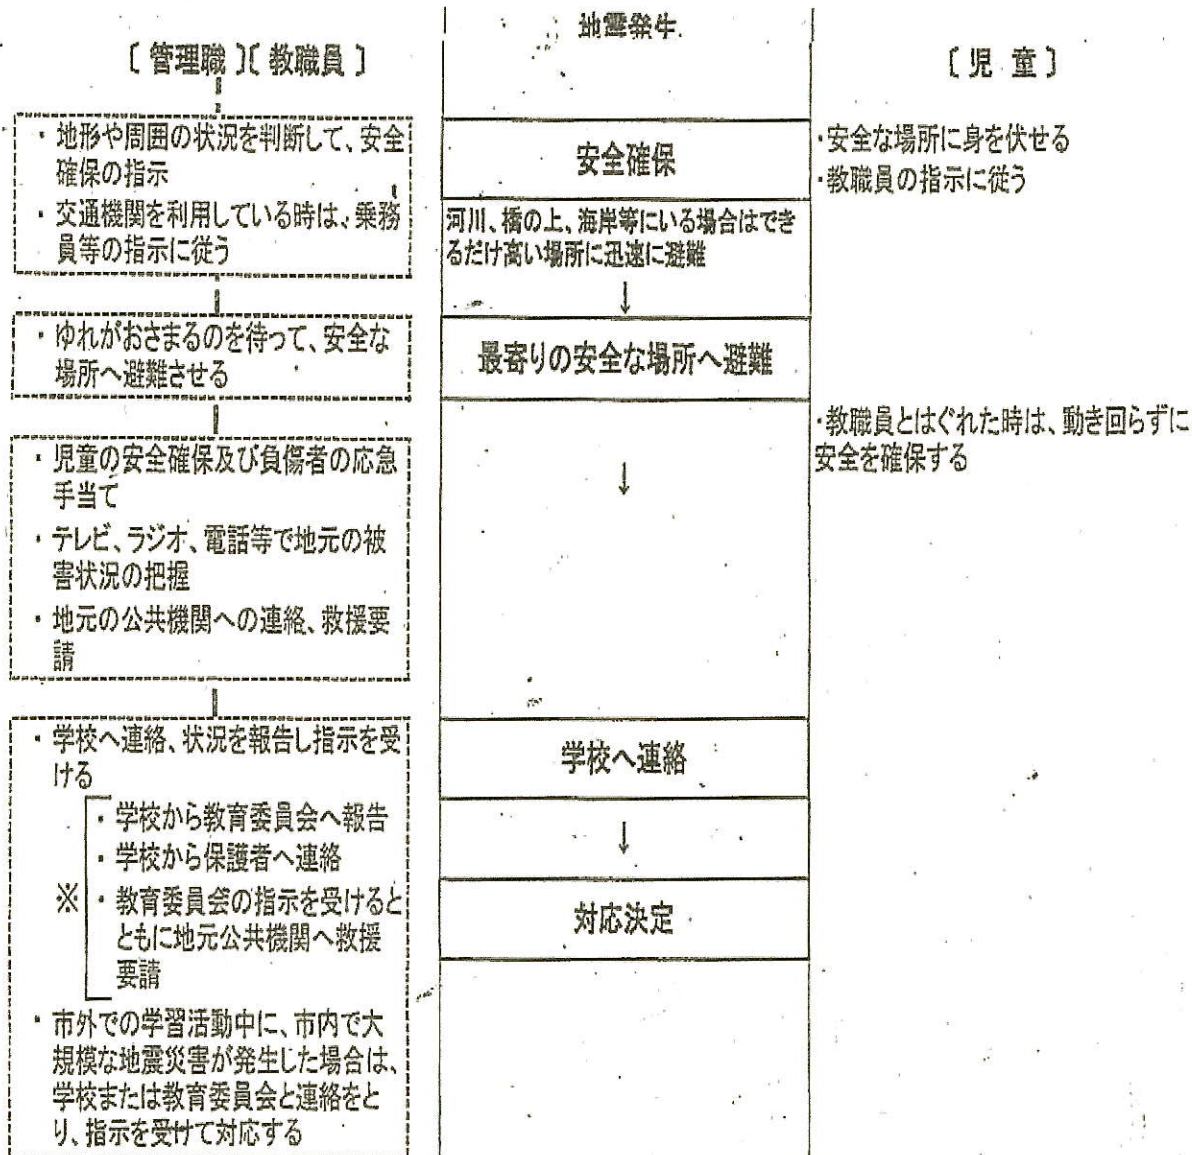 地震発生
〔 管理職 〕〔 教職員 〕
・ 地形や周囲の状況を判断して、安全
確保の指示
・ 交通機関を利用している時は、乗務
員等の指示に従う
・ ゆれがおさまるのを待って、安全な
場所へ避難させる
・ 児童の安全確保及び負傷者の応急
手当て
・ テレビ、ラジオ、電話等で地元の被
害状況の把握
・ 地元の公共機関への連絡、救援要
請
・ 学校へ連絡、状況を報告し指示を受
ける
※
・ 学校から教育委員会へ報告
・ 学校から保護者へ連絡
・ 教育委員会の指示を受けると
ともに地元公共機関へ救援
要請
・ 市外での学習活動中に、市内で大
規模な地震災害が発生した場合は、
学校または教育委員会と連絡をと
り、指示を受けて対応する
安全確保
河川、橋の上、海岸等にいる場合はでき
るだけ高い場所に迅速に避難
↓
最寄りの安全な場所へ避難
↓
学校へ連絡
↓
対応決定
〔 児 童 〕
・安全な場所に身を伏せる
・教職員の指示に従う
・教職員とはぐれた時は、動き回らずに
安全を確保する